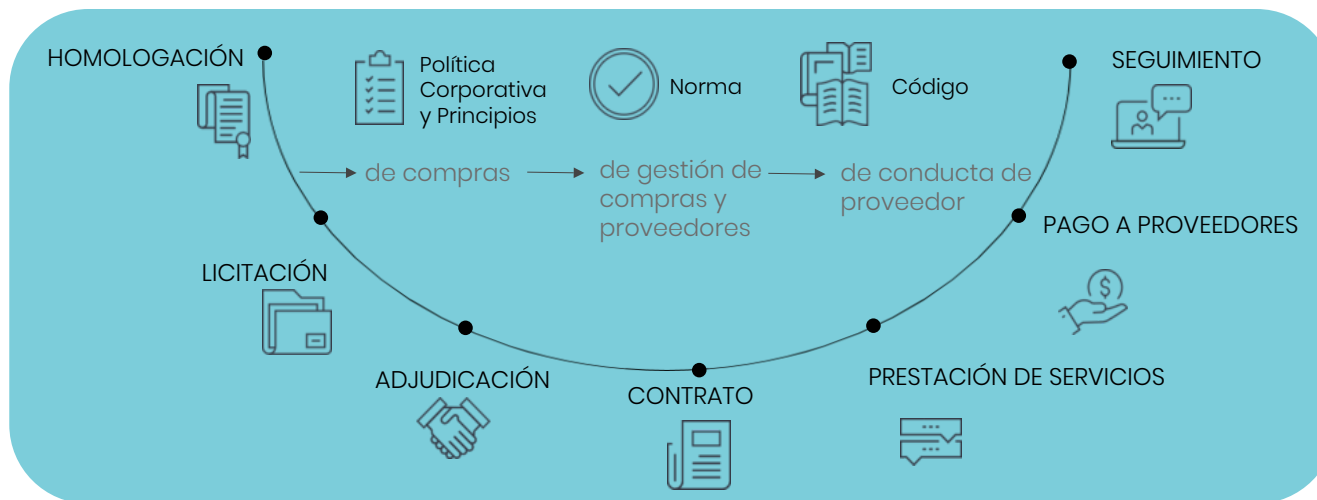 HOMOLOGACIÓN
Política
Corporativa
y Principios
Norma
Código
SEGUIMIENTO
de compras
de gestión de
compras y
proveedores
de conducta de
proveedor
PAGO A PROVEEDORES
$
LICITACIÓN
ADJUDICACIÓN
CONTRATO
PRESTACIÓN DE SERVICIOS